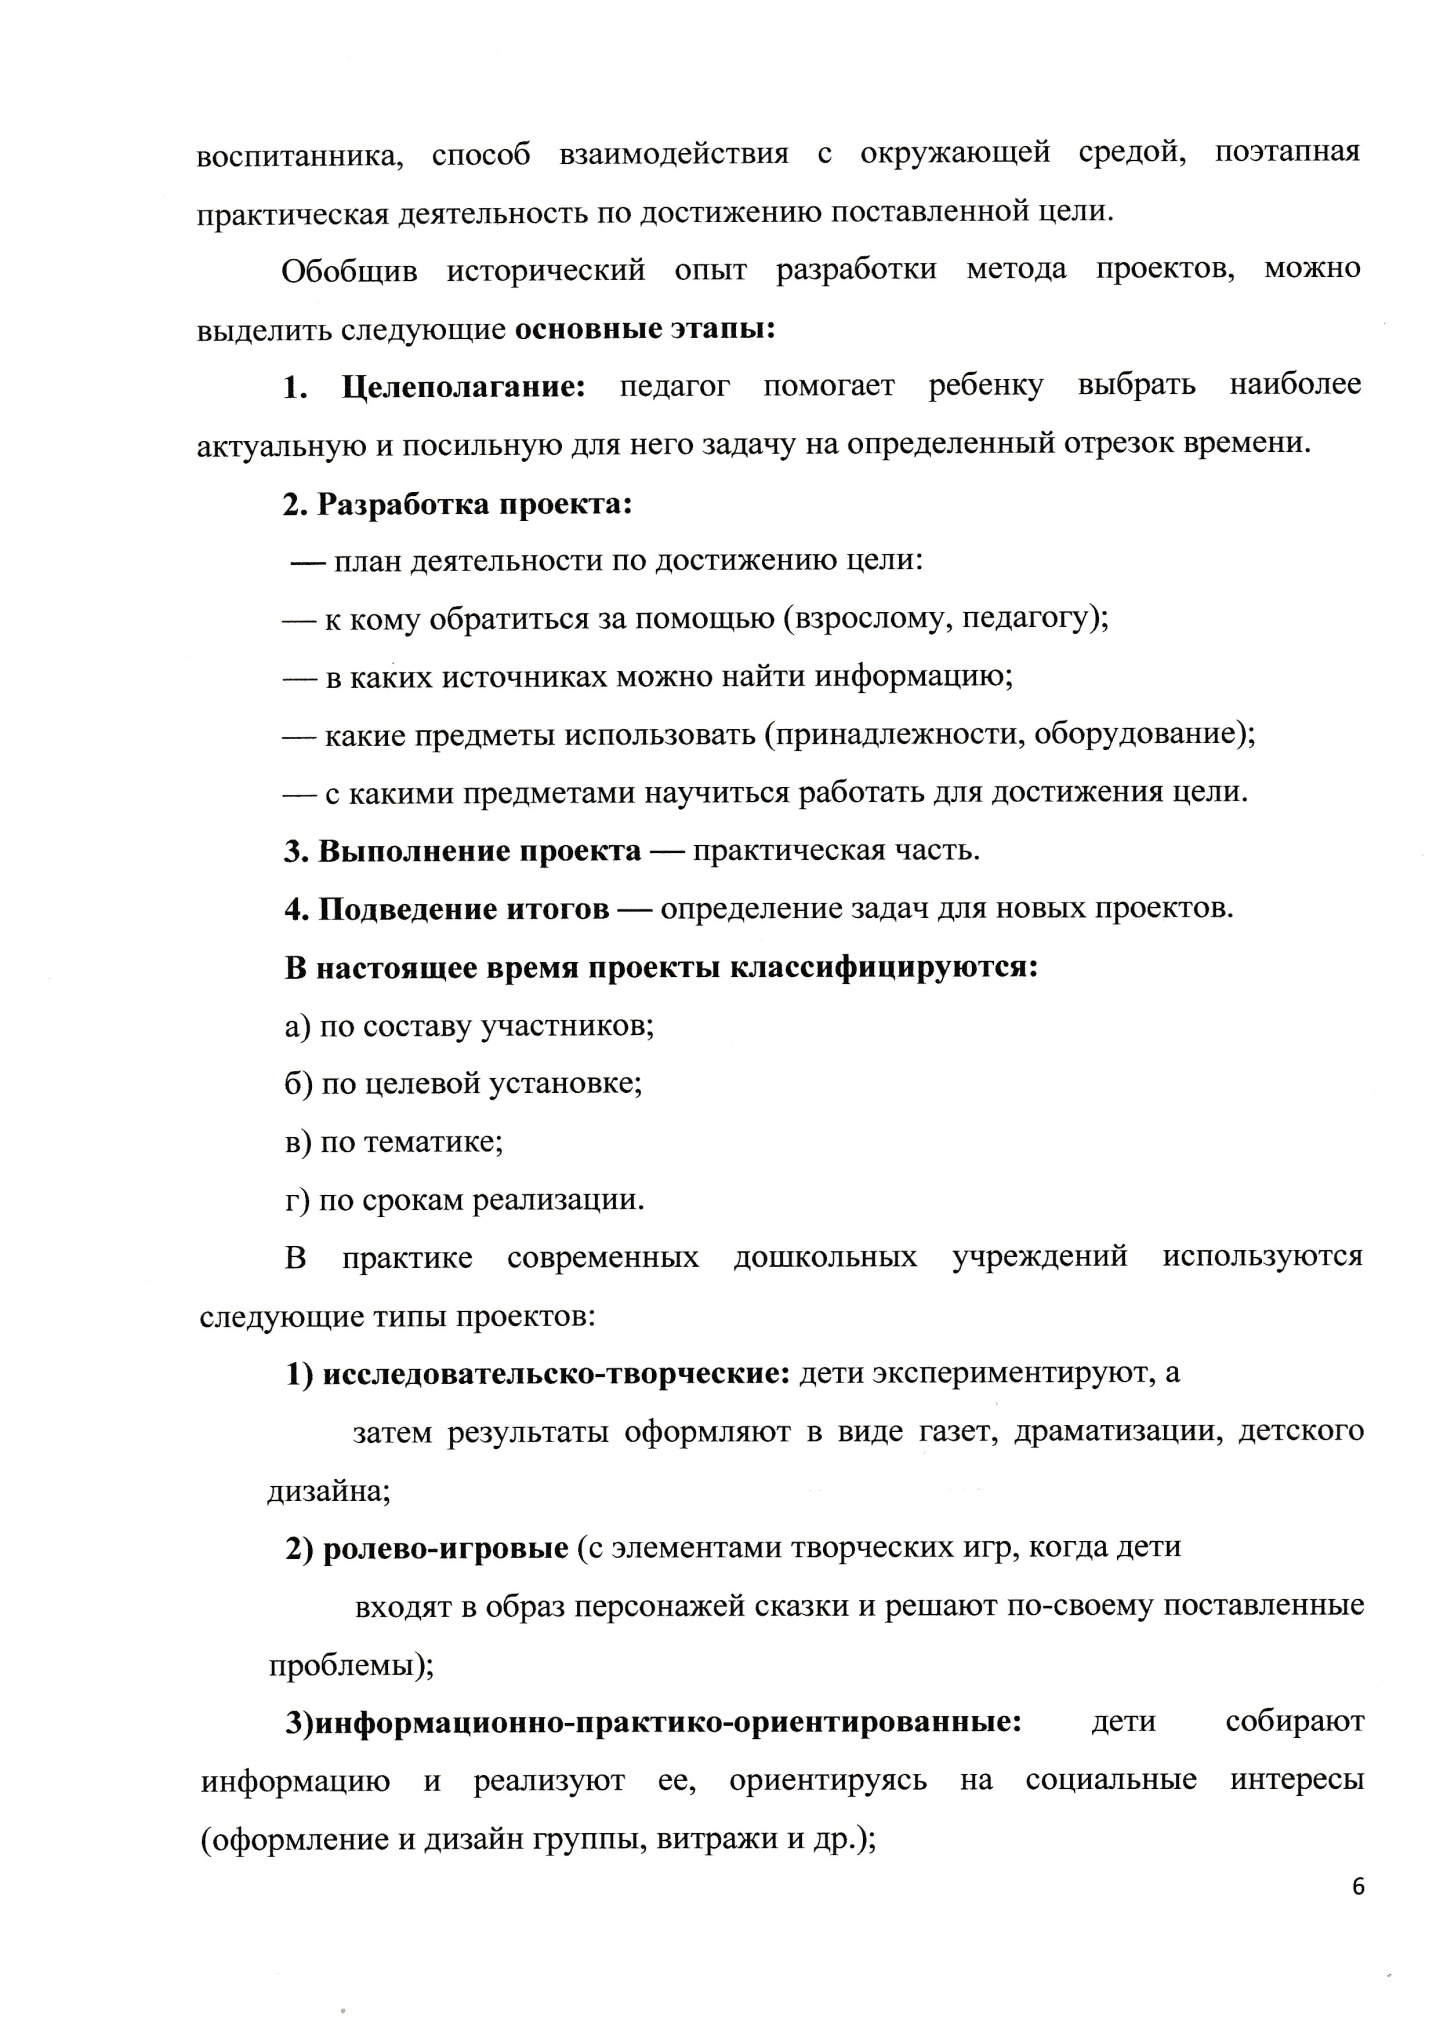 воспитанника, способ взаимодействия с окружающей средой, поэтапная
практическая деятельность по достижению поставленной цели.
Обобщив исторический опыт разработки метода проектов, можно
выделить следующие основные этапы:
1. Целеполагание: педагог помогает ребенку выбрать наиболее
актуальную и посильную для него задачу на определенный отрезок времени.
2. Разработка проекта:
— план деятельности по достижению цели:
— к кому обратиться за помощью (взрослому, педагогу);
— в каких источниках можно найти информацию;
— какие предметы использовать (принадлежности, оборудование);
— с какими предметами научиться работать для достижения цели.
3. Выполнение проекта — практическая часть.
4. Подведение итогов — определение задач для новых проектов.
В настоящее время проекты классифицируются:
а) по составу участников;
б) по целевой установке;
в) по тематике;
г) по срокам реализации.
В практике современных дошкольных учреждений используются
следующие типы проектов:
1) исследовательско-творческие: дети экспериментируют, а
затем результаты оформляют в виде газет, драматизации, детского
дизайна;
2) ролево-игровые (с элементами творческих игр, когда дети
входят в образ персонажей сказки и решают по-своему поставленные
проблемы);
3)информационно-практико-ориентированные: дети собирают
информацию и реализуют ее, ориентируясь на социальные интересы
(оформление и дизайн группы, витражи и др.);
6